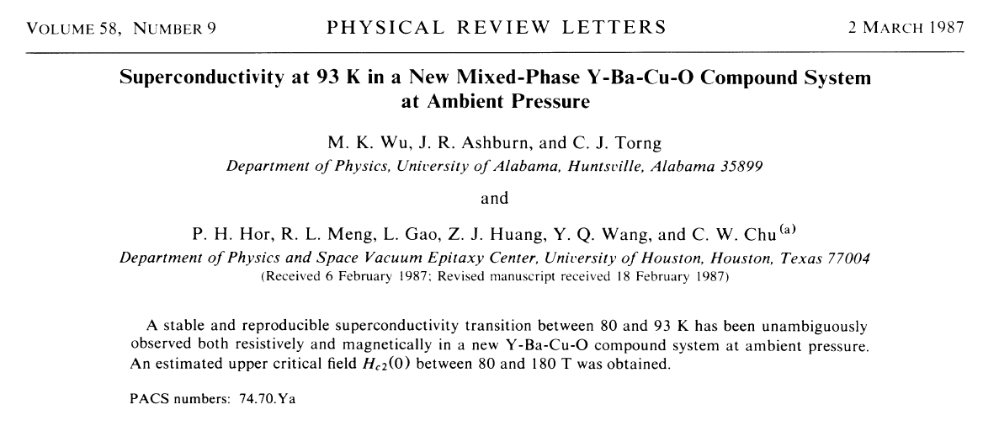 VOLUME 58, NUMBER 9 PHYSICAL REVIEW LETTERS 2 MARCH 1987
Superconductivity at 93 K in a New Mixed-Phase Y-Ba-Cu-O Compound System
at Ambient Pressure
M. K. Wu, J. R. Ashburn, and C. J. Torng
Department of Physics, University of Alabama, Huntsville, Alabama 35899
and
P. H. Hor, R. L. Meng, L. Gao, Z. J. Huang, Y. Q. Wang, and C. W. Chu (a)
Department of Physics and Space Vacuum Epitaxy Center, University of Houston, Houston, Texas 77004
(Received 6 February 1987; Revised manuscript received 18 February 1987)
A stable and reproducible superconductivity transition between 80 and 93 K has been unambiguously
observed both resistively and magnetically in a new Y-Ba-Cu-O compound system at ambient pressure.
An estimated upper critical field Hc2(0) between 80 and 180 T was obtained.
PACS numbers: 74.70.Ya